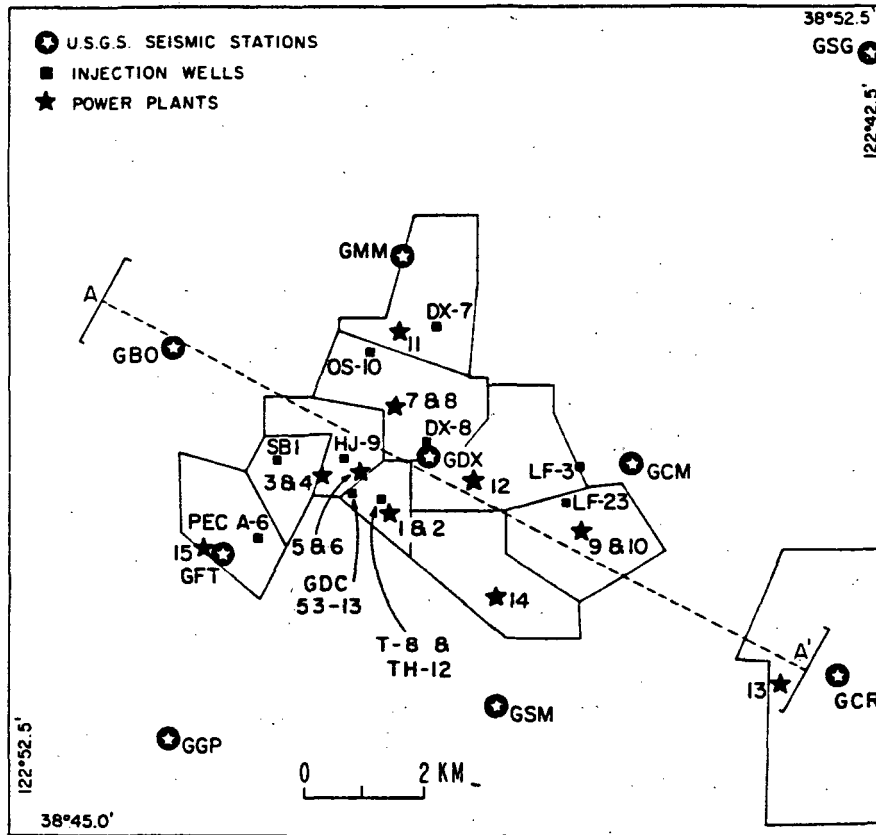 38°52.5'
U.S.G.S. SEISMIC STATIONS
GSG
INJECTION WELLS
POWER PLANTS
122°42.5'
GMM
A
DX-7
11
GBO
OS-10
7 & 8
DX-8
HJ-9
SB1
GDX
3 & 4
12
LF-3
GCM
LF-23
PEC A-6
1 & 2
9 & 10
15
5 & 6
GFT
GDC
53-13
14
T-8 &
TH-12
A'
13
GCR
GSM
GGP
122°52.5'
0 2 KM
38°45.0'